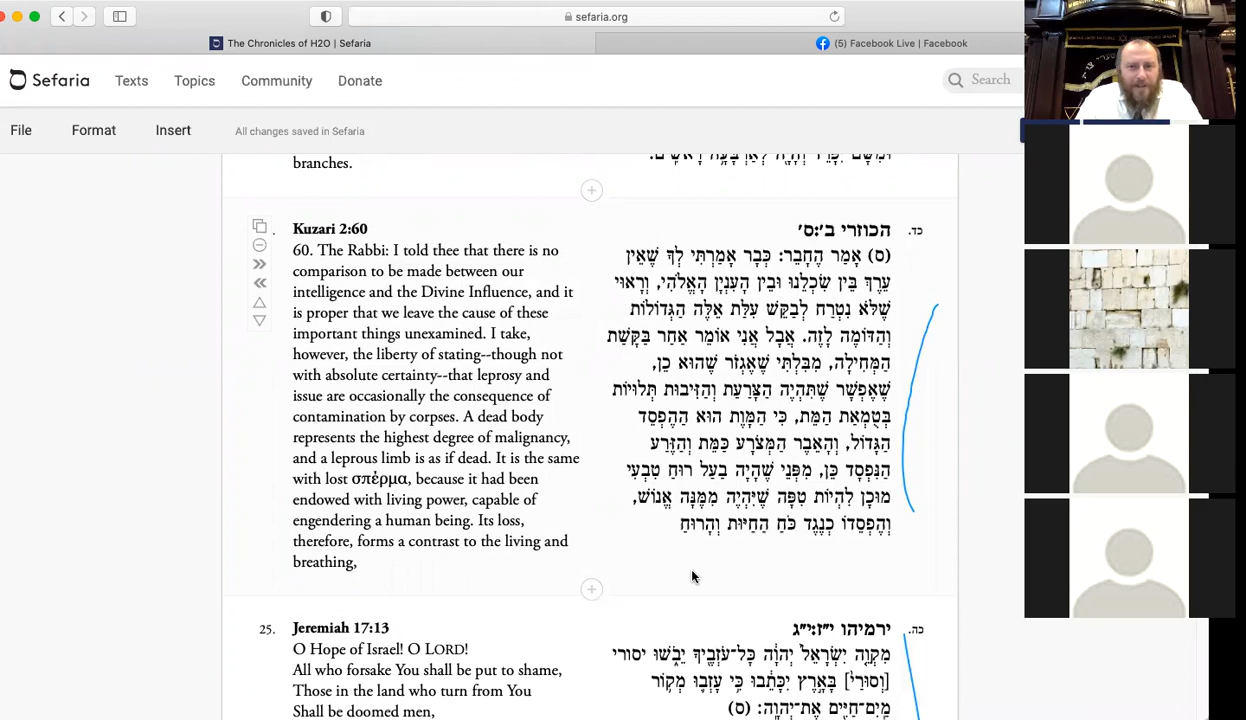 sefaria.org
The Chronicles of H2O | Sefaria
(5) Facebook Live | Facebook
Sefaria
Texts
Topics
Community
Donate
Search
File
Format
Insert
All changes saved in Sefaria
branches.
וּמִשָּׁם֙ יִפָּרֵ֔ד וְהָיָ֖ה לְאַרְבָּעָ֥ה רָאשִֽׁים׃
Kuzari 2:60
60. The Rabbi: I told thee that there is no
comparison to be made between our
intelligence and the Divine Influence, and it
is proper that we leave the cause of these
important things unexamined. I take,
however, the liberty of stating--though not
with absolute certainty--that leprosy and
issue are occasionally the consequence of
contamination by corpses. A dead body
represents the highest degree of malignancy,
and a leprous limb is as if dead. It is the same
with lost σπέρμα, because it had been
endowed with living power, capable of
engendering a human being. Its loss,
therefore, forms a contrast to the living and
breathing,
כד.
הכוזרי ב׳:ס׳
(ס) אָמַר הֶחָבֵר: כְּבָר אָמַרְתִּי לְךָ שֶׁאֵין
עֵרֶךְ בֵּין שִׂכְלֵנוּ וּבֵין הָעִנְיָן הָאֱלֹהִי, וְרָאוּי
שֶׁלֹּא נִטְרַח לְבַקֵּשׁ עִלַּת אֵלֶּה הַגְּדוֹלוֹת
וְהַדּוֹמֶה לָזֶה. אֲבָל אֲנִי אוֹמֵר אַחַר בַּקָּשַׁת
הַמְּחִילָה, מִבִּלְתִּי שֶׁאֶגְזוֹר שֶׁהוּא כֵן,
שֶׁאֶפְשָׁר שֶׁתִּהְיֶה הַצָּרַעַת וְהַזִּיבוּת תְּלוּיוֹת
בְּטֻמְאַת הַמֵּת, כִּי הַמָּוֶת הוּא הַהֶפְסֵד
הַגָּדוֹל, וְהָאֵבֶר הַמְּצֹרָע כַּמֵּת וְהַזֶּרַע
הַנִּפְסָד כֵּן, מִפְּנֵי שֶׁהָיָה בַעַל רוּחַ טִבְעִי
מוּכָן לִהְיוֹת טִפָּה שֶׁיִּהְיֶה מִמֶּנָּה אֱנוֹשׁ,
וְהֶפְסֵדוֹ כְנֶגֶד כֹּחַ הַחַיּוּת וְהָרוּחַ
25.
Jeremiah 17:13
O Hope of Israel! O LORD!
All who forsake You shall be put to shame,
Those in the land who turn from You
Shall be doomed men,
כה.
ירמיהו י״ז:י״ג
מִקְוֵ֤ה יִשְׂרָאֵל֙ יְהוָ֔ה כָּל־עֹזְבֶ֖יךָ יֵבֹ֑שׁוּ יסורי
[וְסוּרַי֙] בָּאָ֣רֶץ יִכָּתֵ֔בוּ כִּ֥י עָזְב֛וּ מְק֥וֹר
מַֽיִם־חַיִּ֖ים אֶת־יְהוָֽה׃ (ס)